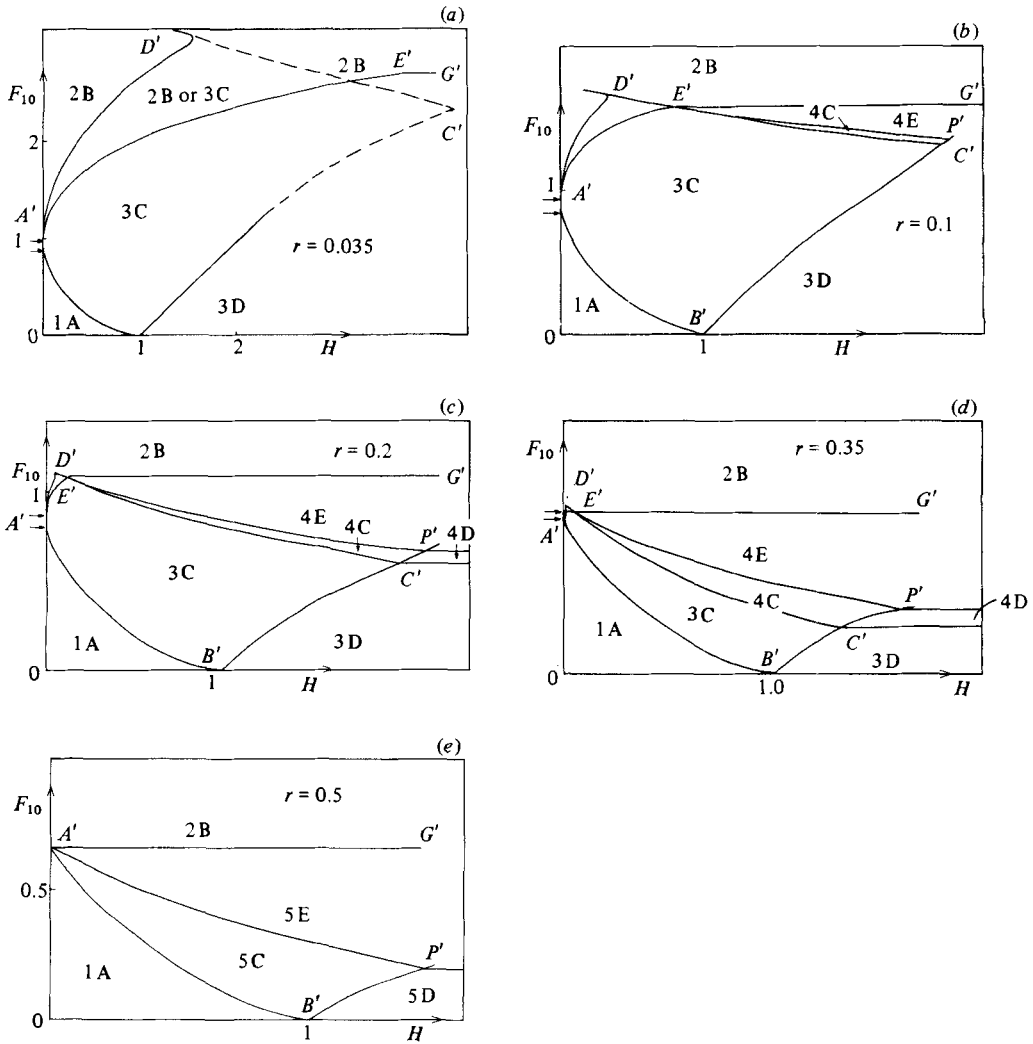 (a)
D'
2B
E'
F₁₀
2B
2B or 3C
G'
2
C'
A'
3C
1
r = 0.035
1A
3D
0
1
2
H
(b)
2B
D'
E'
G'
F₁₀
4C
4E
P'
1
A'
C'
3C
r = 0.1
3D
1A
B'
0
1
H
(c)
2B
r = 0.2
D'
F₁₀
G'
1
E'
4E
4C
P'
4D
A'
3C
C'
1A
B'
3D
0
1
H
(d)
2B
r = 0.35
F₁₀
D'
E'
G'
A'
4E
P'
4D
3C
4C
1A
C'
B'
3D
0
1.0
H
(e)
r = 0.5
F₁₀
A'
2B
G'
0.5
5E
P'
1A
5C
B'
5D
0
1